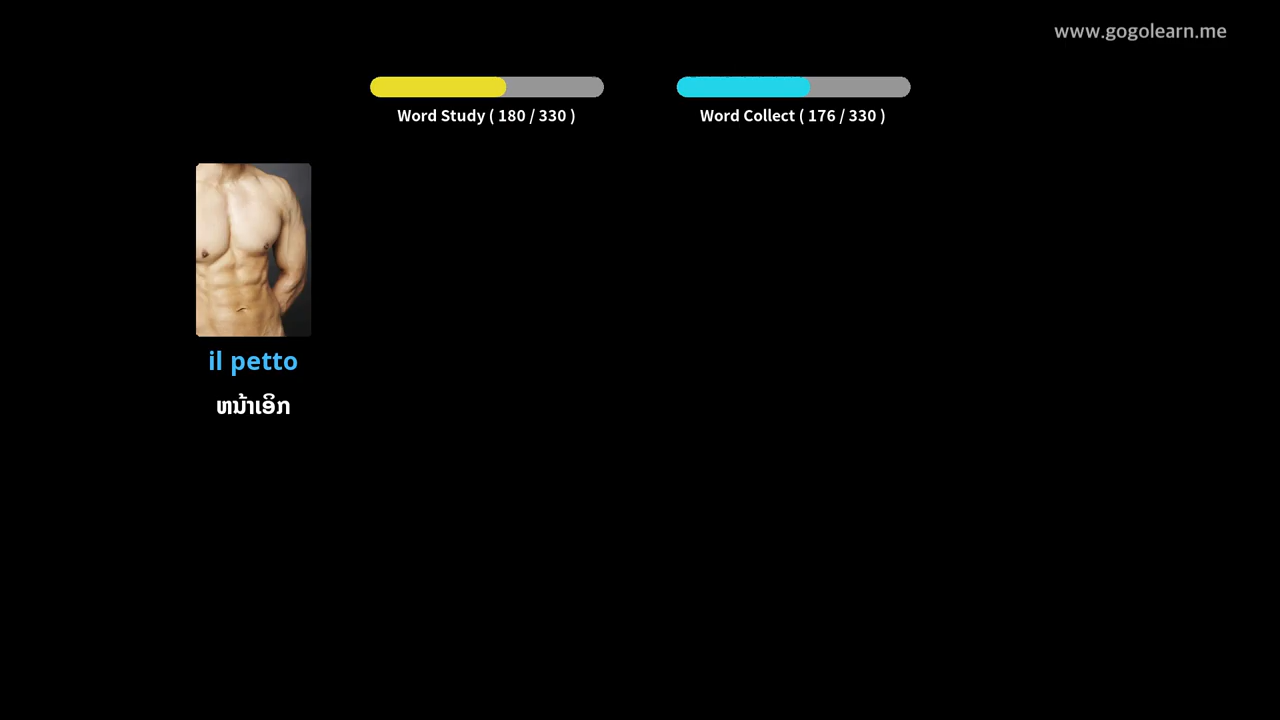 www.gogolearn.me
Word Study ( 180 / 330 )
Word Collect ( 176 / 330 )
il petto
ຫນ້າເອິກ